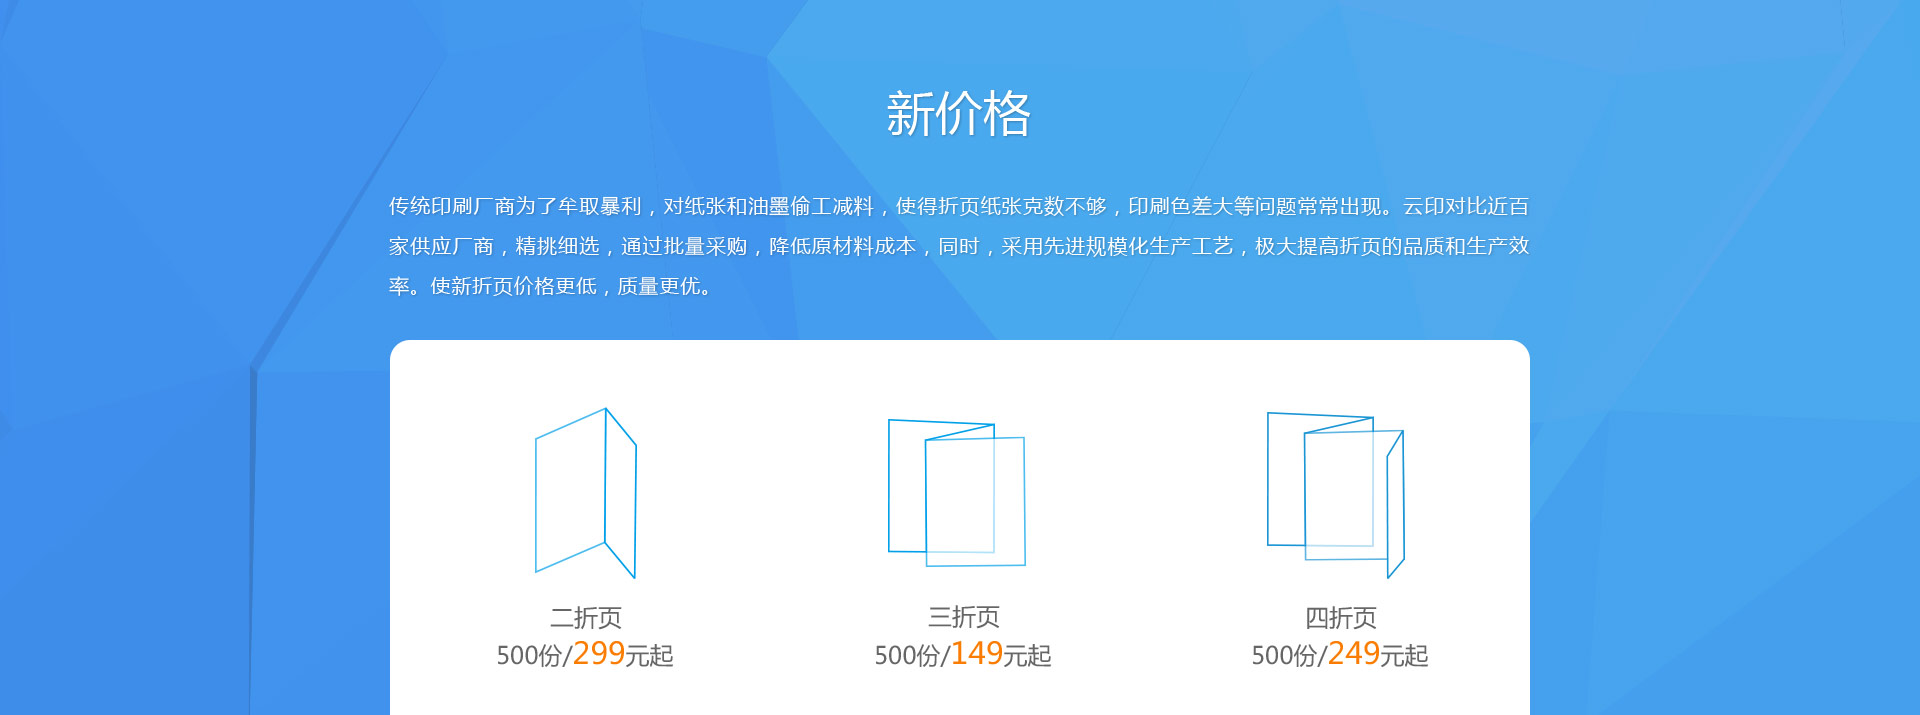 新价格
传统印刷厂商为了牟取暴利，对纸张和油墨偷工减料，使得折页纸张克数不够，印刷色差大等问题常常出现。云印对比近百
家供应厂商，精挑细选，通过批量采购，降低原材料成本，同时，采用先进规模化生产工艺，极大提高折页的品质和生产效
率。使新折页价格更低，质量更优。
二折页
500份/299元起
三折页
500份/149元起
四折页
500份/249元起